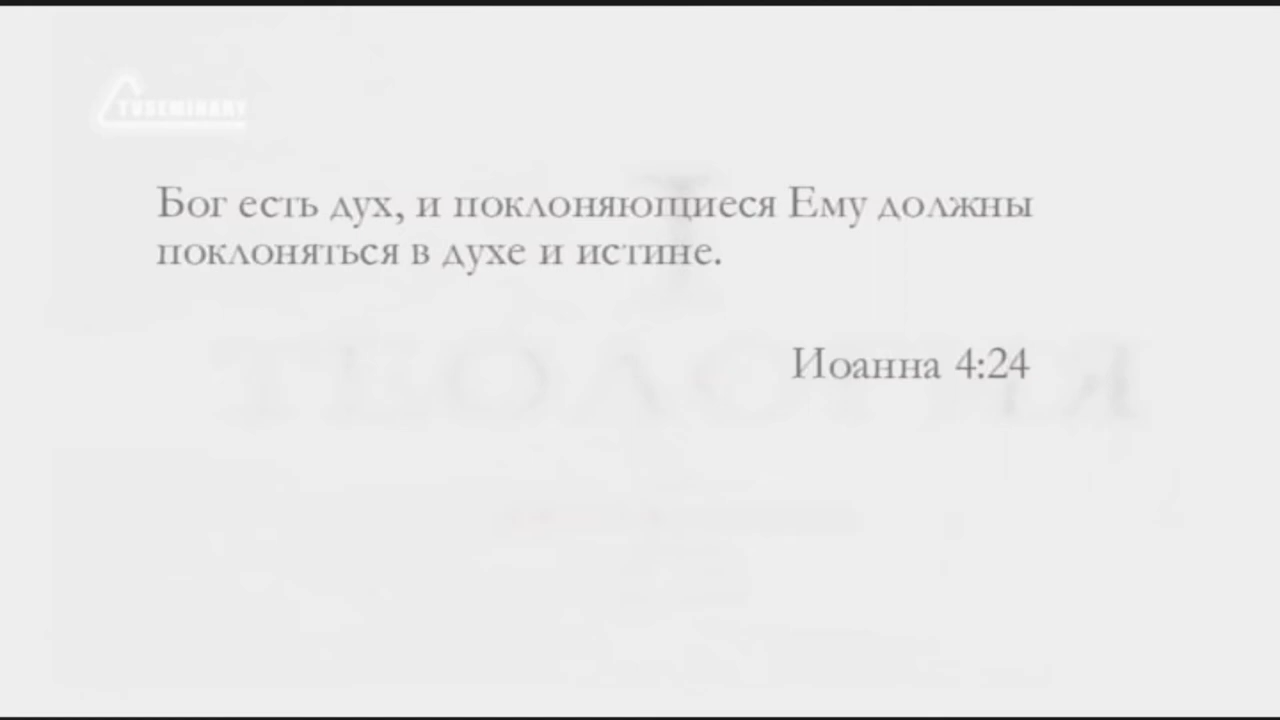 TUSEMINARY
Бог есть дух, и поклоняющиеся Ему должны
поклоняться в духе и истине.
Иоанна 4:24